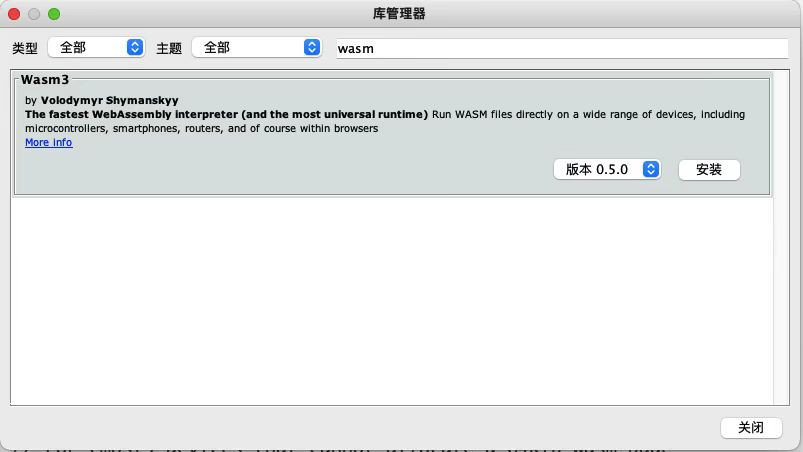 库管理器
类型 全部 主题 全部 wasm
Wasm3
by Volodymyr Shymanskyy
The fastest WebAssembly interpreter (and the most universal runtime) Run WASM files directly on a wide range of devices, including
microcontrollers, smartphones, routers, and of course within browsers
More info
版本 0.5.0 安装
关闭